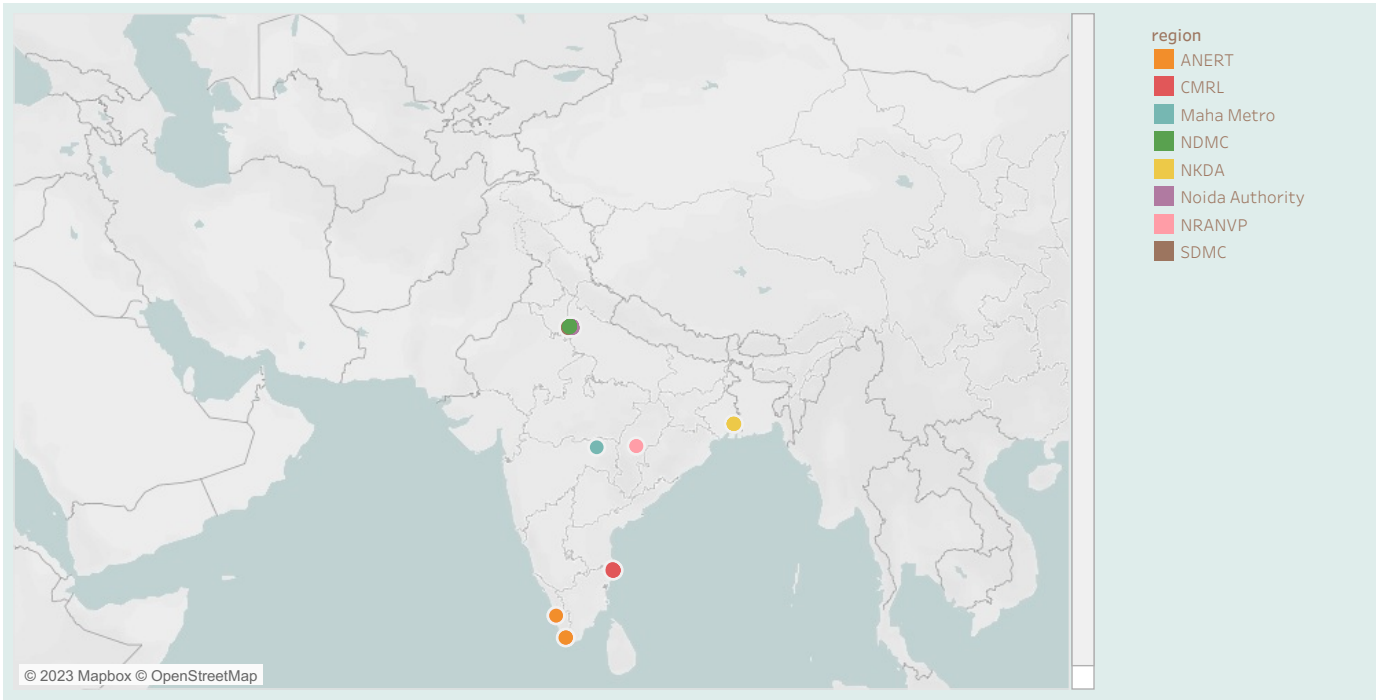 region
ANERT
CMRL
Maha Metro
NDMC
NKDA
Noida Authority
NRANVP
SDMC
© 2023 Mapbox © OpenStreetMap